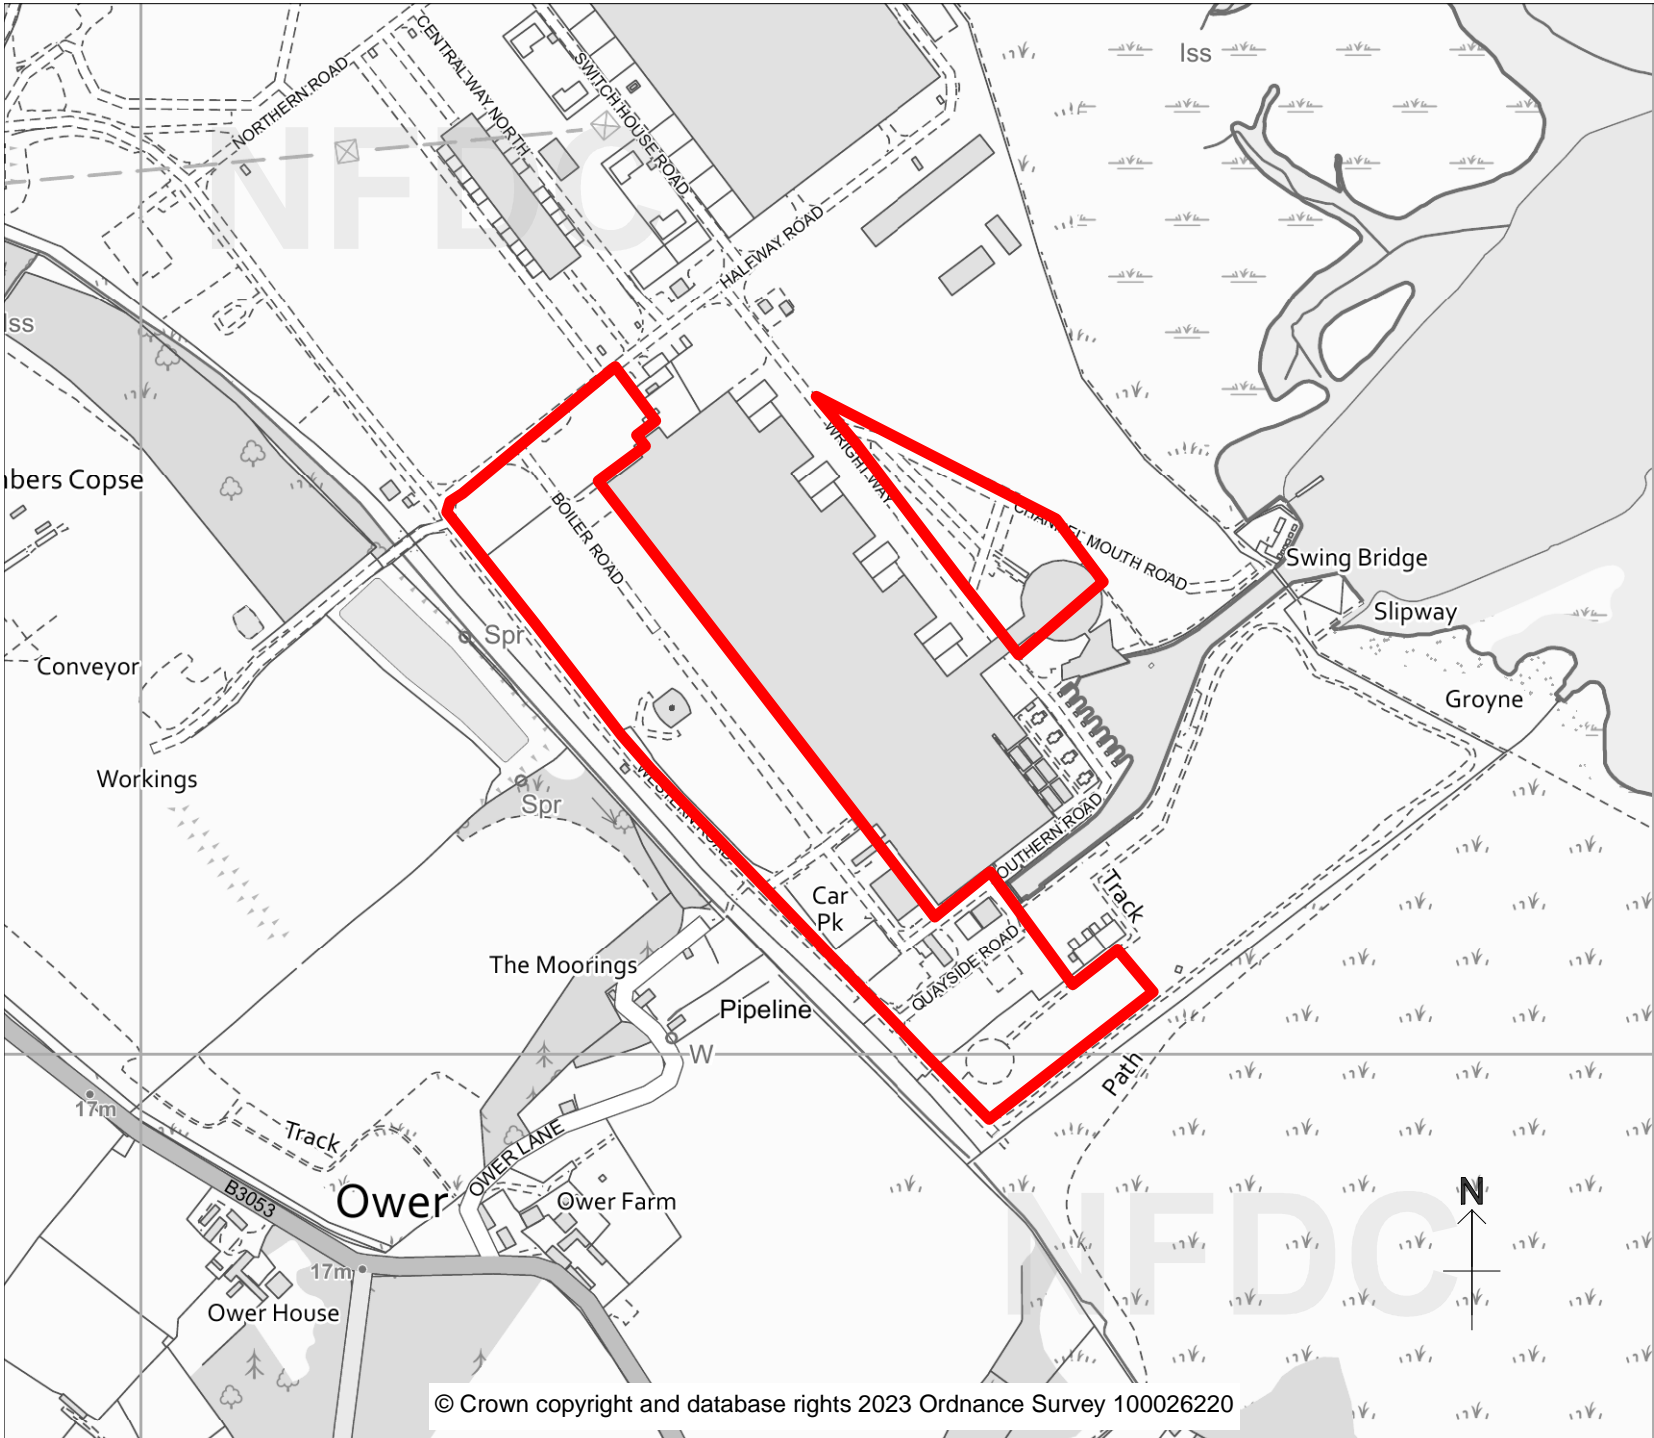 CENTRAL WAY NORTH
SWITCH HOUSE ROAD
Iss
NORTHERN ROAD
NFDC
HALFWAY ROAD
Iss
WRIGHT WAY
BOILER ROAD
CHANNEL MOUTH ROAD
Swing Bridge
Slipway
Spr
Conveyor
Groyne
Workings
Spr
WESTERN ROAD
Car
Pk
Track
The Moorings
QUAYSIDE ROAD
Pipeline
W
Path
17m
Track
OWER LANE
B3053
Ower
Ower Farm
N
NFDC
17m
Ower House
© Crown copyright and database rights 2023 Ordnance Survey 100026220